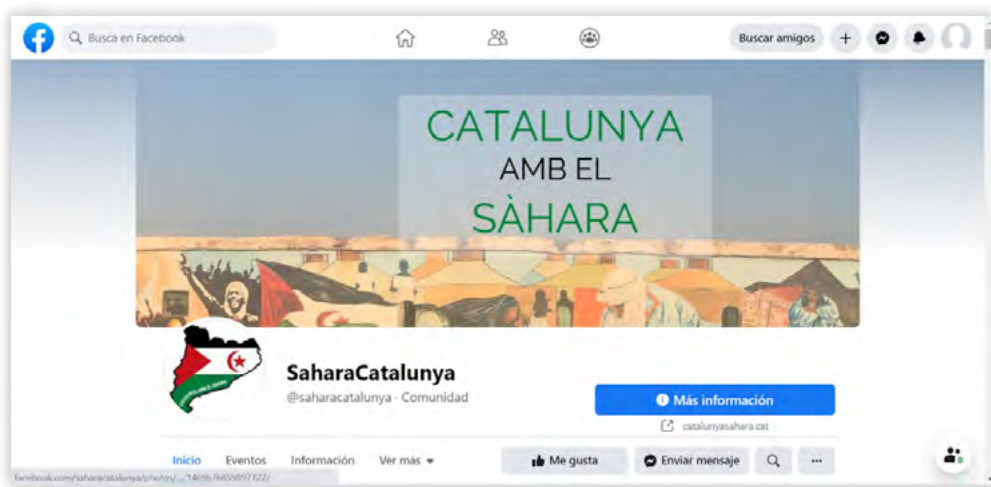 Busca en Facebook
Buscar amigos
CATALUNYA
AMB EL
SÀHARA
SaharaCatalunya
@saharacatalunya · Comunidad
Más información
catalunyasahara.cat
Inicio Eventos Información Ver más
Me gusta Enviar mensaje